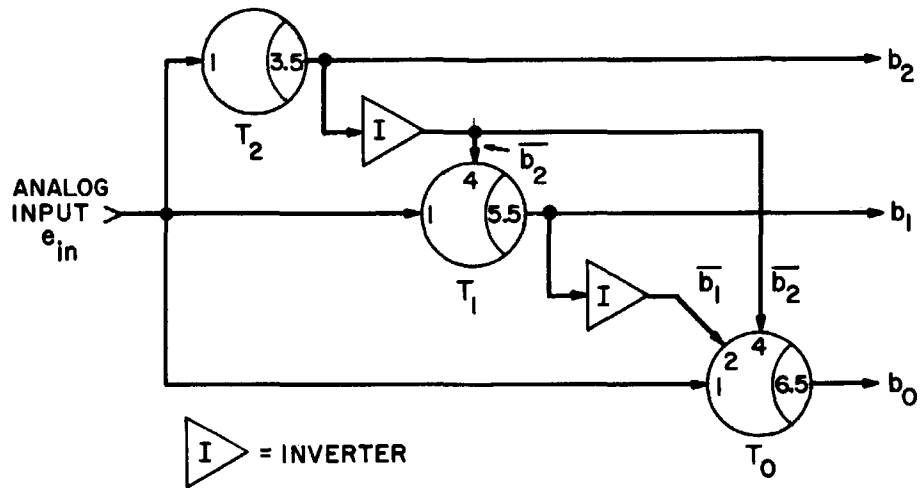 1 3.5 b2
T2
I
b2
4
ANALOG
INPUT
ein
1 5.5 b1
T1
I b1 b2
2 4
1 6.5 b0
T0
I = INVERTER